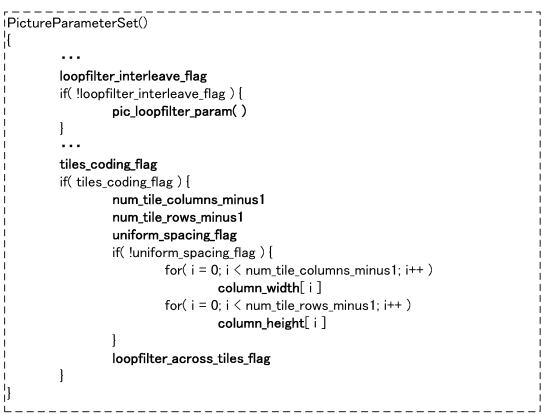 PictureParameterSet()
{
･･･
loopfilter_interleave_flag
if( !loopfilter_interleave_flag ) {
pic_loopfilter_param( )
}
･･･
tiles_coding_flag
if( tiles_coding_flag ) {
num_tile_columns_minus1
num_tile_rows_minus1
uniform_spacing_flag
if( !uniform_spacing_flag ) {
for( i = 0; i < num_tile_columns_minus1; i++ )
column_width[ i ]
for( i = 0; i < num_tile_rows_minus1; i++ )
column_height[ i ]
}
loopfilter_across_tiles_flag
}
}